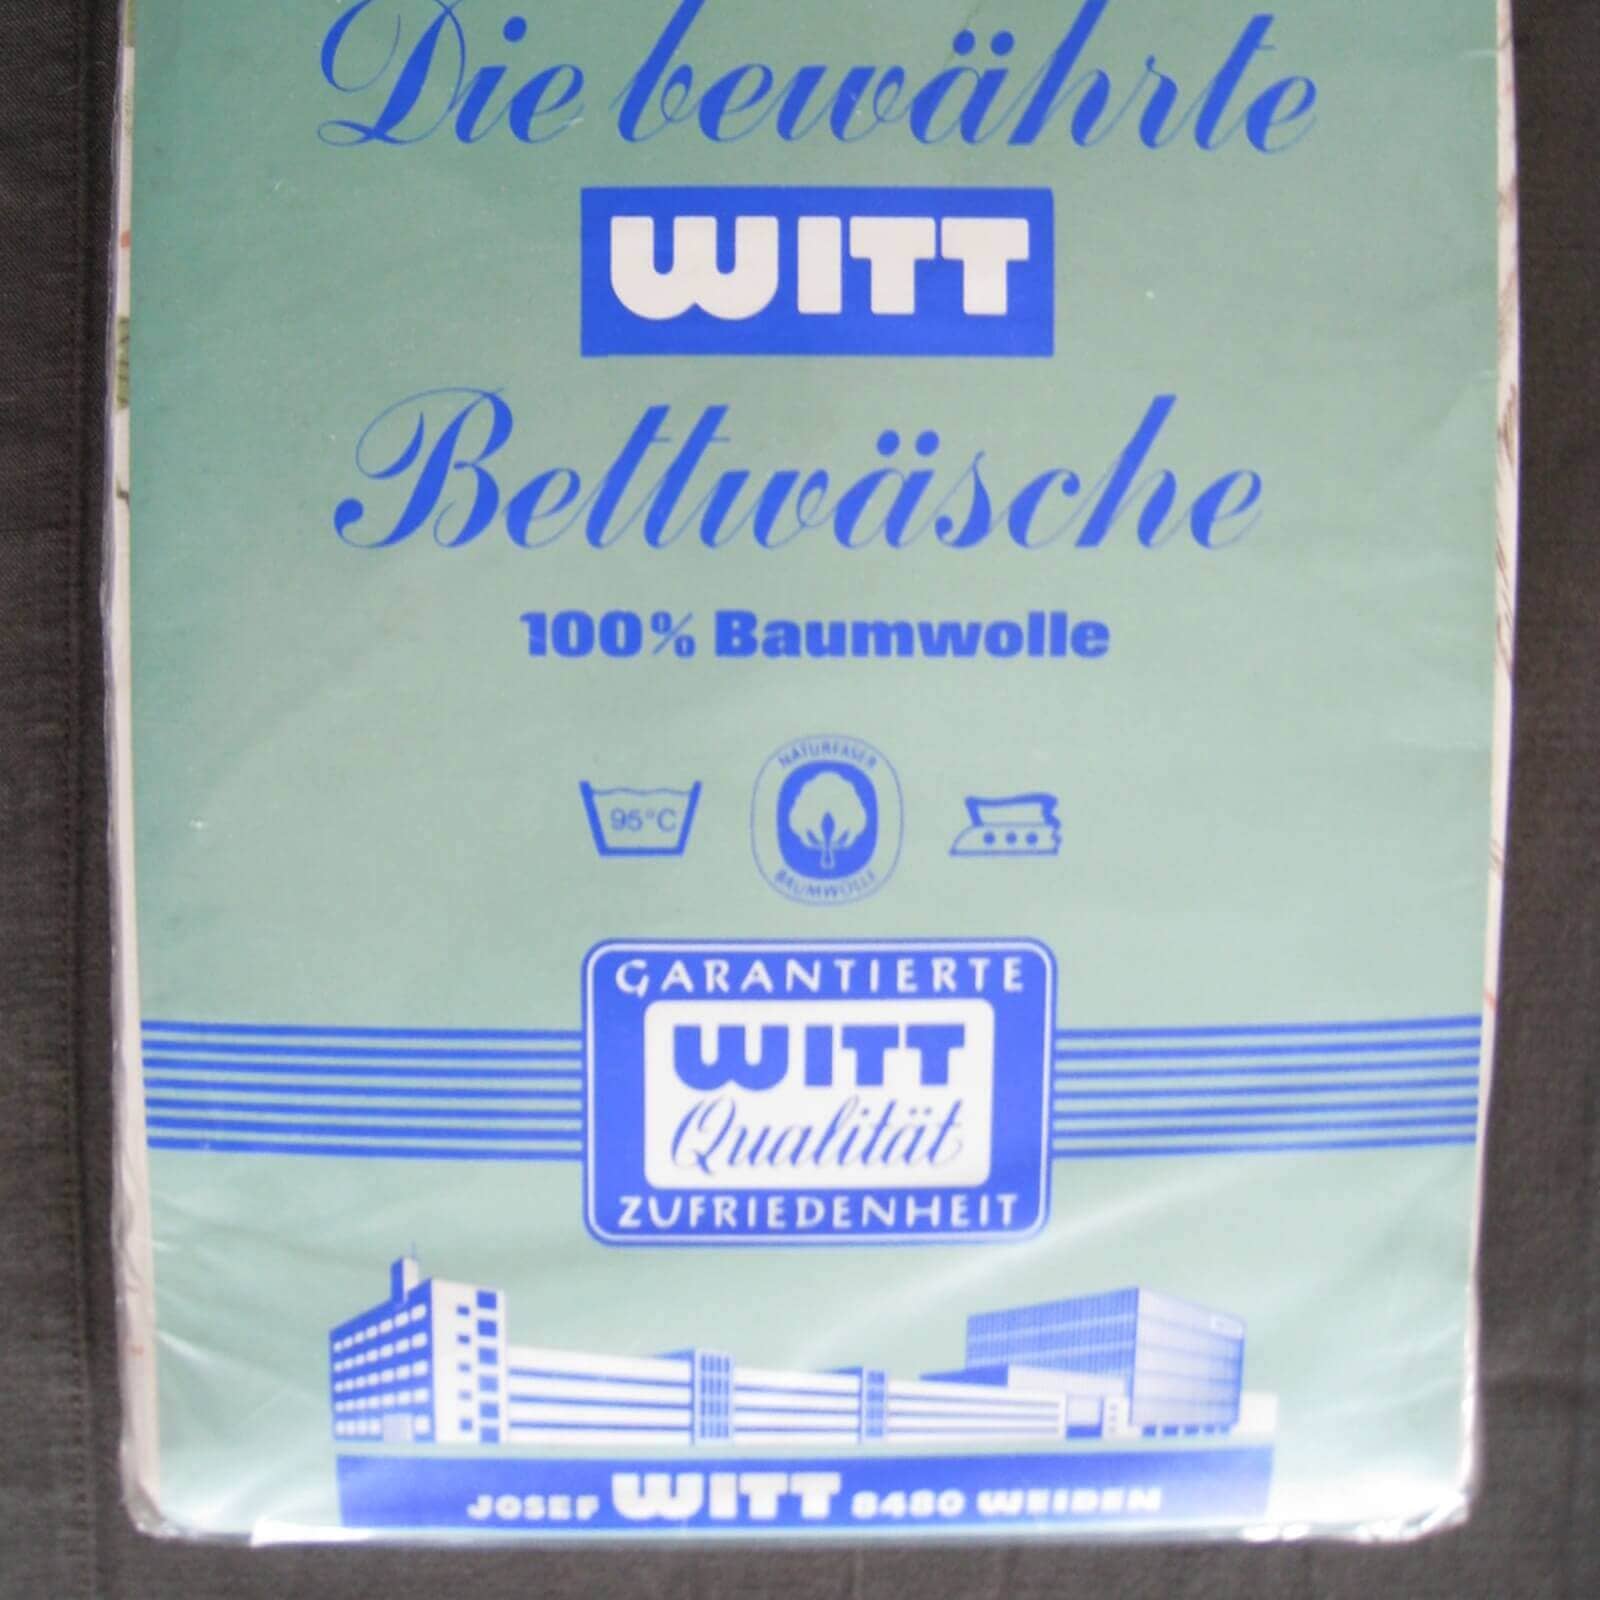 Die bewährte
WITT
Bettwäsche
100% Baumwolle
95°C
NATURFASER
BAUMWOLLE
GARANTIERTE
WITT
Qualität
ZUFRIEDENHEIT
JOSEF WITT 8480 WEIDEN